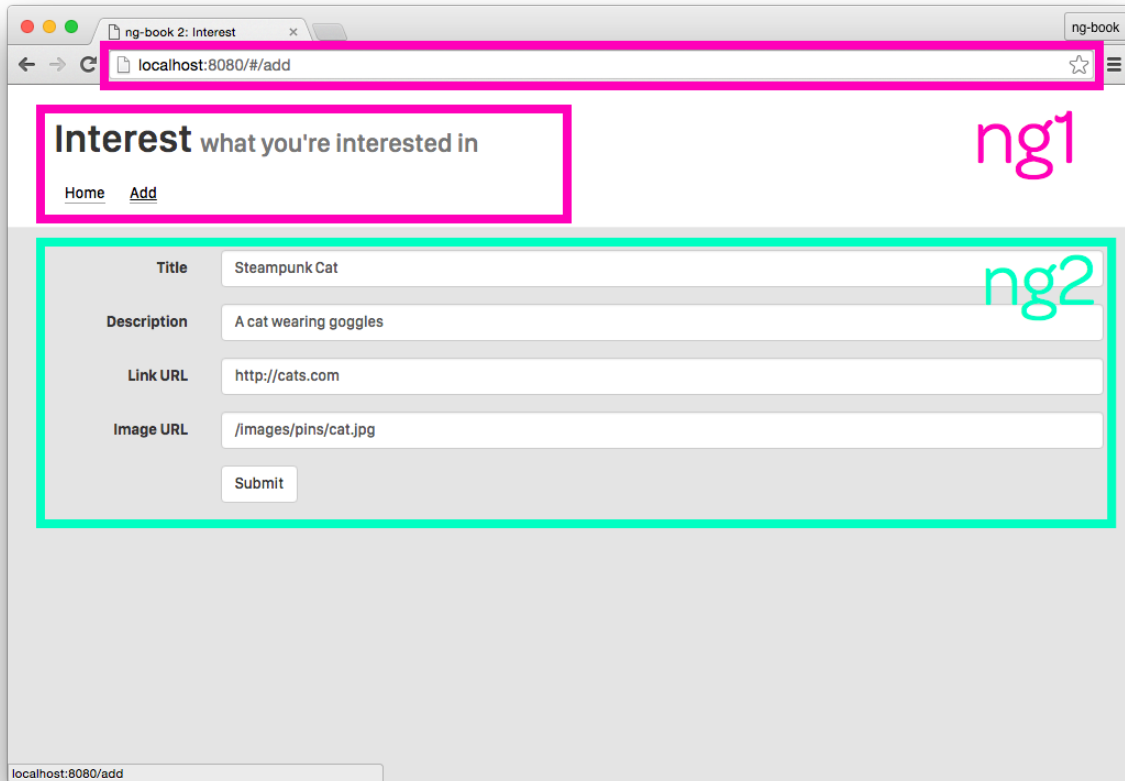 ng-book 2: Interest
ng-book
localhost:8080/#/add
Interest what you're interested in
ng1
Home Add
ng2
Title Steampunk Cat
Description A cat wearing goggles
Link URL http://cats.com
Image URL /images/pins/cat.jpg
Submit
localhost:8080/add